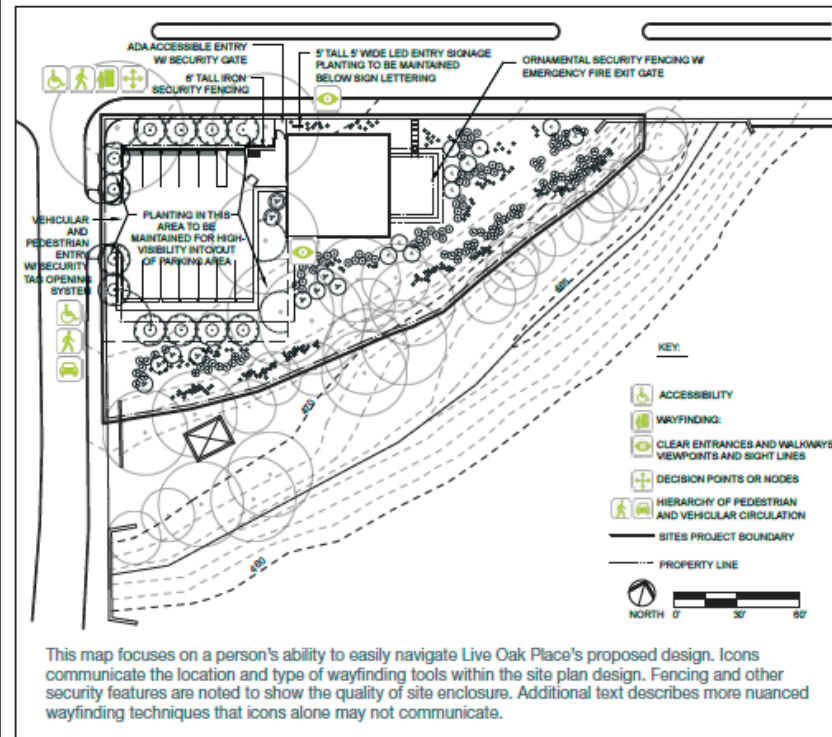 ADA ACCESSIBLE ENTRY
W/ SECURITY GATE
6' TALL IRON
SECURITY FENCING
5' TALL 5' WIDE LED ENTRY SIGNAGE
PLANTING TO BE MAINTAINED
BELOW SIGN LETTERING
ORNAMENTAL SECURITY FENCING W/
EMERGENCY FIRE EXIT GATE
VEHICULAR
AND
PEDESTRIAN
ENTRY
W/ SECURITY
TAG OPENING
SYSTEM
PLANTING IN THIS
AREA TO BE
MAINTAINED FOR HIGH-
VISIBILITY INTO/OUT
OF PARKING AREA
470
460
KEY:
ACCESSIBILITY
WAYFINDING:
CLEAR ENTRANCES AND WALKWAYS
VIEWPOINTS AND SIGHT LINES
DECISION POINTS OR NODES
HIERARCHY OF PEDESTRIAN
AND VEHICULAR CIRCULATION
SITES PROJECT BOUNDARY
PROPERTY LINE
NORTH 0' 30' 60'
This map focuses on a person's ability to easily navigate Live Oak Place's proposed design. Icons
communicate the location and type of wayfinding tools within the site plan design. Fencing and other
security features are noted to show the quality of site enclosure. Additional text describes more nuanced
wayfinding techniques that icons alone may not communicate.